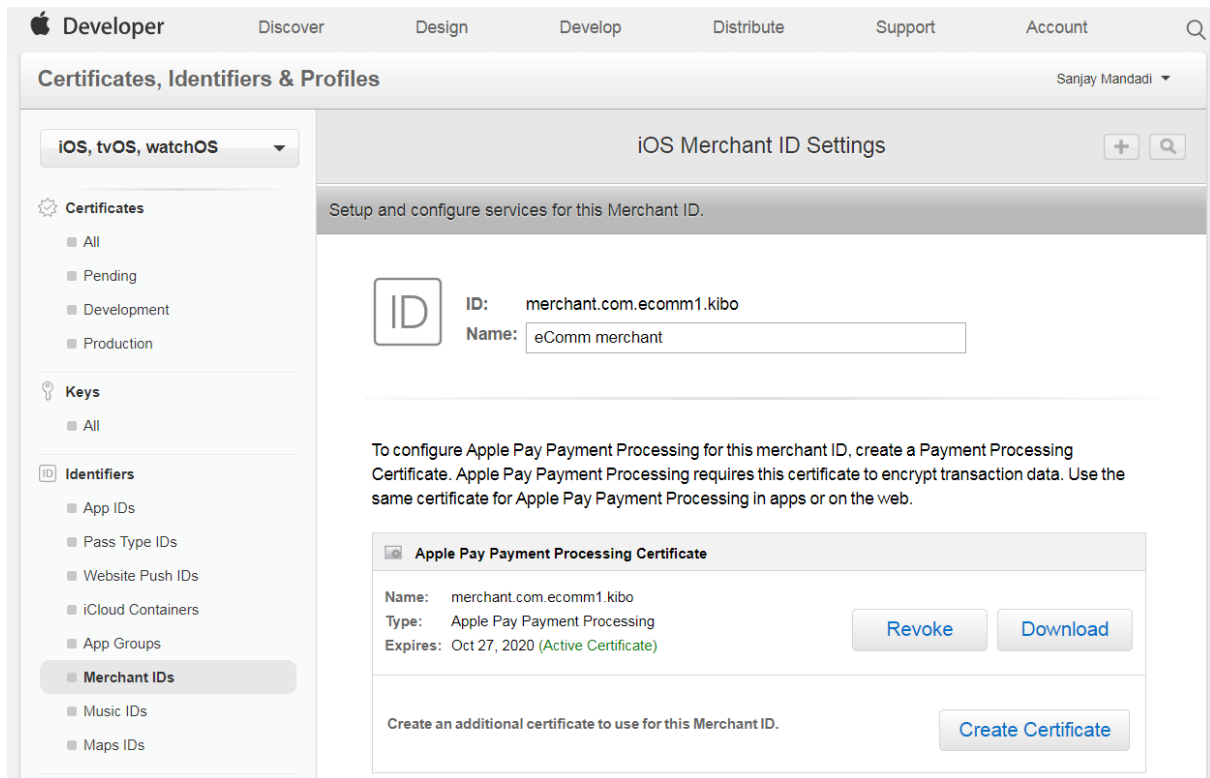 Developer Discover Design Develop Distribute Support Account
Certificates, Identifiers & Profiles
Sanjay Mandadi
iOS, tvOS, watchOS
Certificates
All
Pending
Development
Production
Keys
All
ID Identifiers
App IDs
Pass Type IDs
Website Push IDs
iCloud Containers
App Groups
Merchant IDs
Music IDs
Maps IDs
iOS Merchant ID Settings
Setup and configure services for this Merchant ID.
ID
ID: merchant.com.ecomm1.kibo
Name: eComm merchant
To configure Apple Pay Payment Processing for this merchant ID, create a Payment Processing
Certificate. Apple Pay Payment Processing requires this certificate to encrypt transaction data. Use the
same certificate for Apple Pay Payment Processing in apps or on the web.
Apple Pay Payment Processing Certificate
Name: merchant.com.ecomm1.kibo
Type: Apple Pay Payment Processing
Expires: Oct 27, 2020 (Active Certificate)
Revoke Download
Create an additional certificate to use for this Merchant ID.
Create Certificate